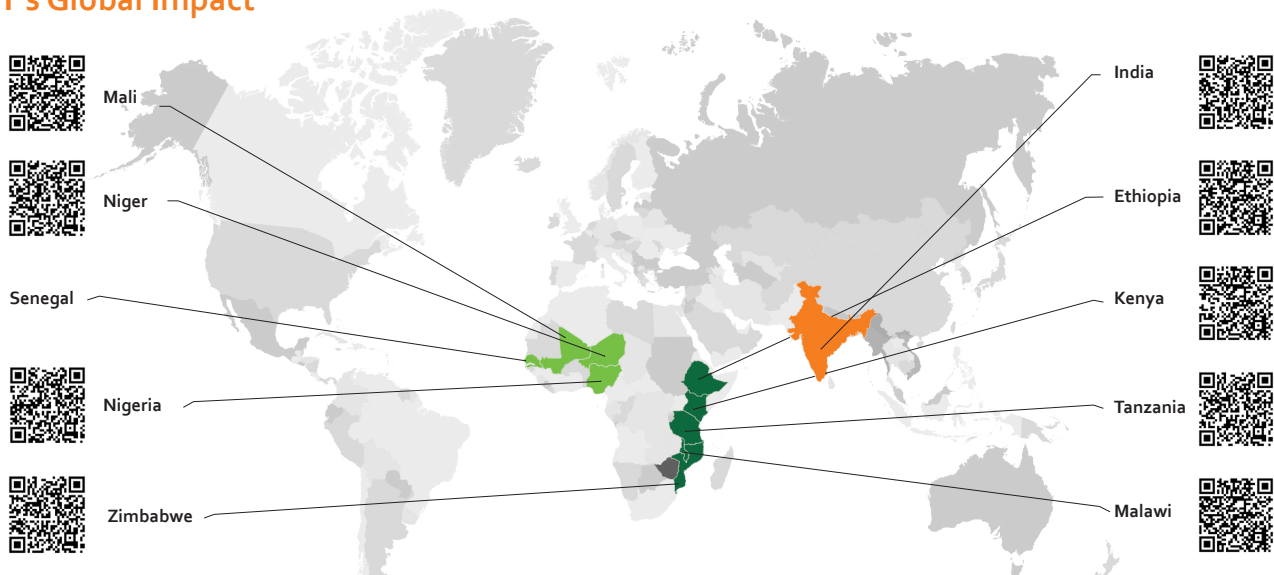 's Global Impact
Mali
Niger
Senegal
Nigeria
Zimbabwe
India
Ethiopia
Kenya
Tanzania
Malawi